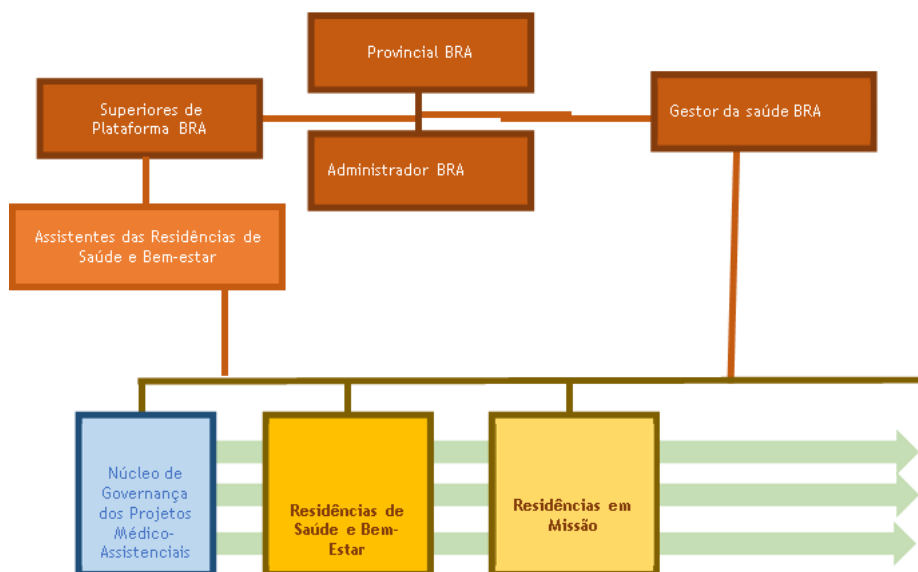 Provincial BRA
Superiores de
Plataforma BRA
Gestor da saúde BRA
Administrador BRA
Assistentes das Residências de
Saúde e Bem-estar
Núcleo de
Governança
dos Projetos
Médico-
Assistenciais
Residências de
Saúde e Bem-
Estar
Residências em
Missão